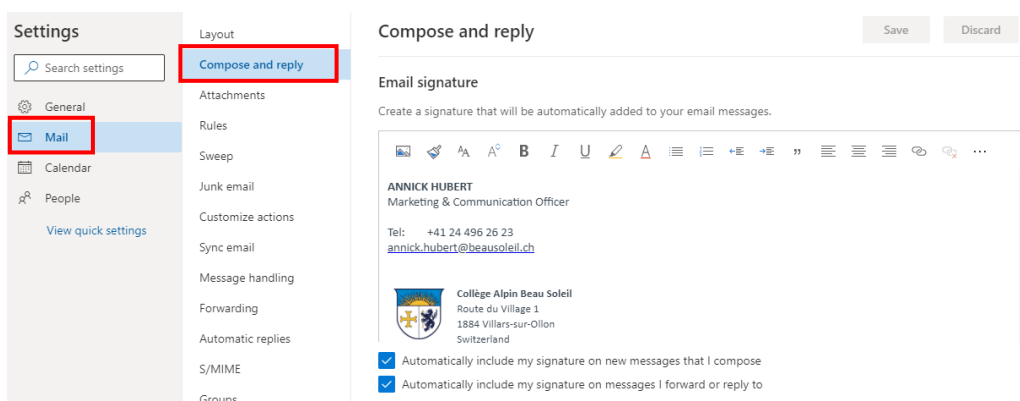 Settings
Search settings
General
Mail
Calendar
People
View quick settings
Layout
Compose and reply
Attachments
Rules
Sweep
Junk email
Customize actions
Sync email
Message handling
Forwarding
Automatic replies
S/MIME
Groups
Compose and reply
Save
Discard
Email signature
Create a signature that will be automatically added to your email messages.
ANNICK HUBERT
Marketing & Communication Officer
Tel: +41 24 496 26 23
annick.hubert@beausoleil.ch
Collège Alpin Beau Soleil
Route du Village 1
1884 Villars-sur-Ollon
Switzerland
Automatically include my signature on new messages that I compose
Automatically include my signature on messages I forward or reply to